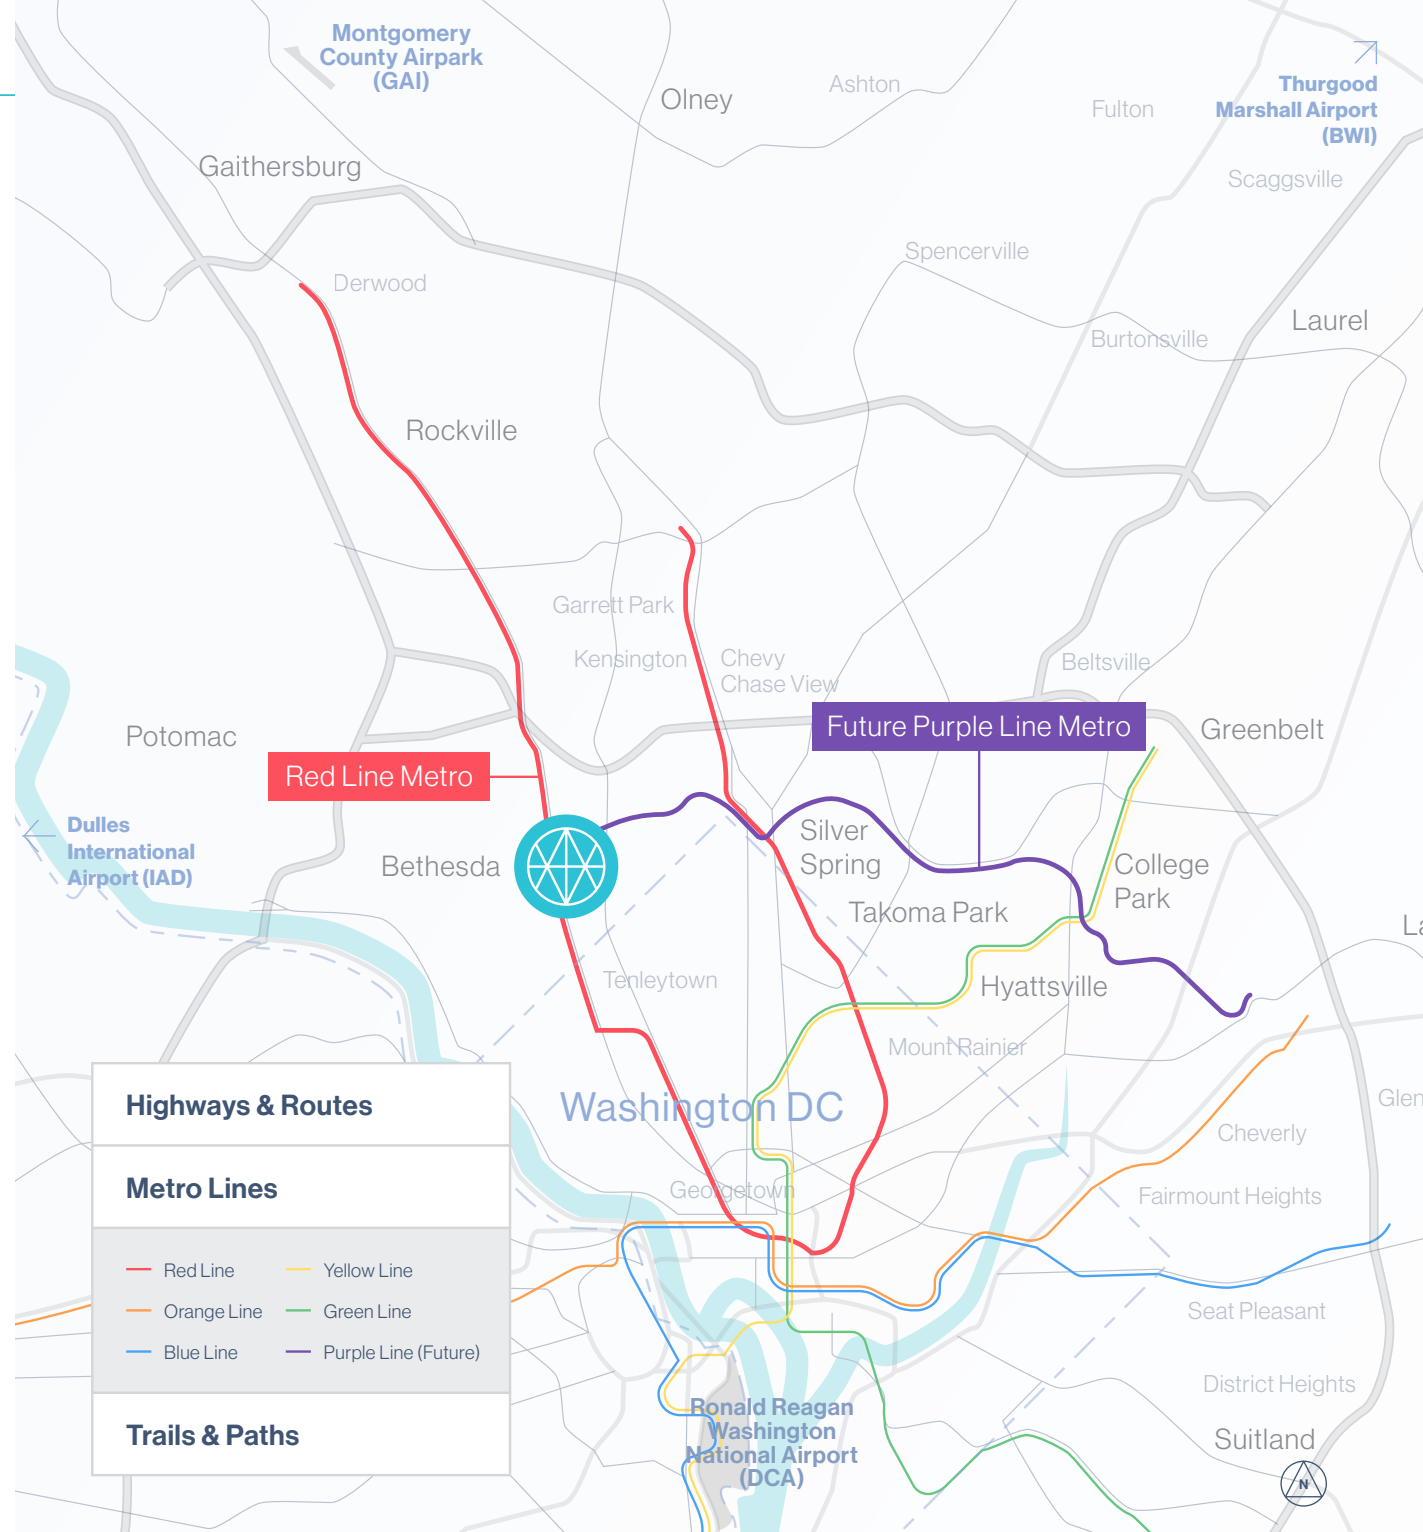 Montgomery
County Airpark
(GAI)
Thurgood
Marshall Airport
(BWI)
Olney
Ashton
Fulton
Gaithersburg
Scaggsville
Spencerville
Derwood
Laurel
Burtonsville
Rockville
Garrett Park
Kensington
Chevy
Chase View
Beltsville
Potomac
Future Purple Line Metro
Greenbelt
Red Line Metro
Dulles
International
Airport (IAD)
Bethesda
Silver
Spring
College
Park
Takoma Park
La
Tenleytown
Hyattsville
Mount Rainier
Washington DC
Glen
Cheverly
Georgetown
Fairmount Heights
Seat Pleasant
District Heights
Suitland
Ronald Reagan
Washington
National Airport
(DCA)
N
Highways & Routes
Metro Lines
Red Line
Yellow Line
Orange Line
Green Line
Blue Line
Purple Line (Future)
Trails & Paths